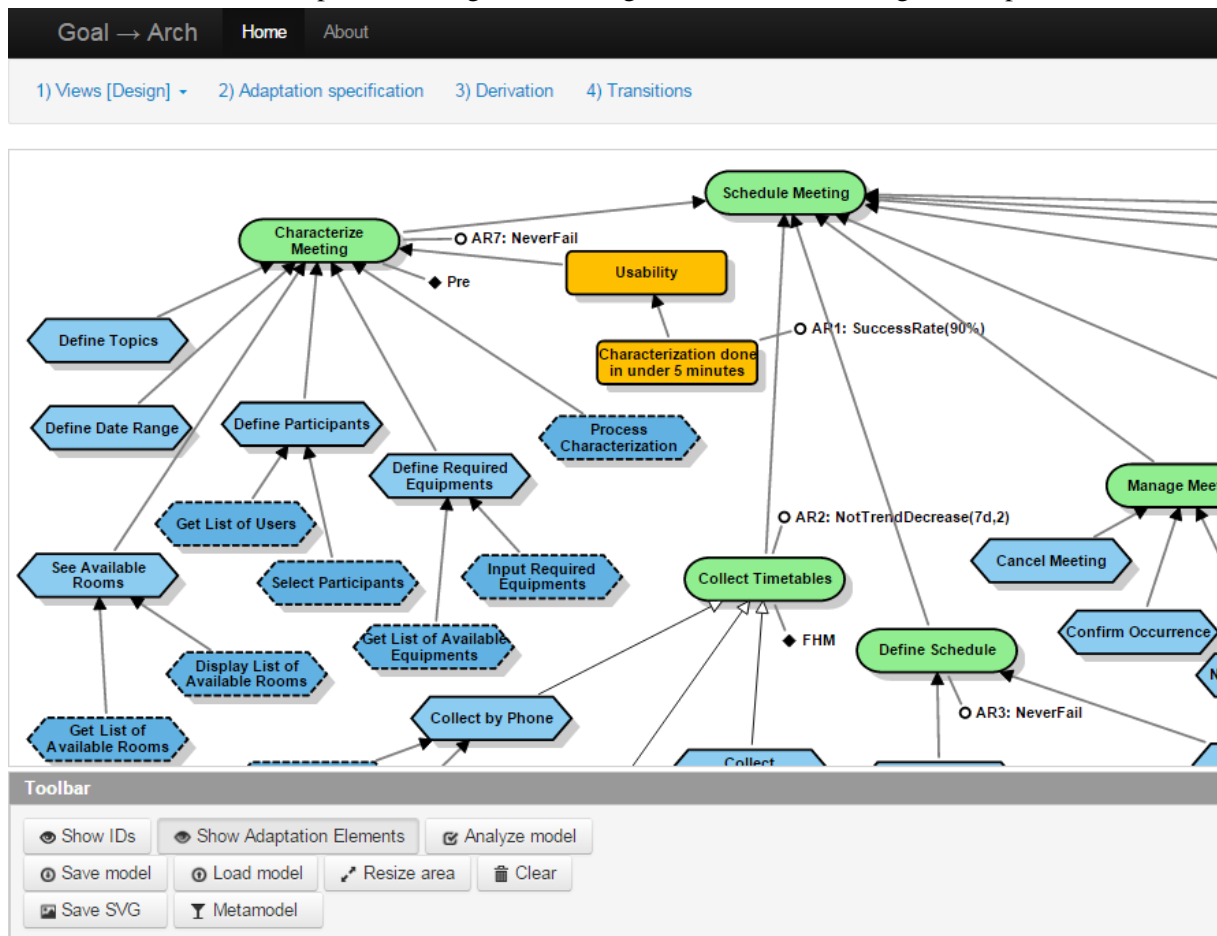 Goal → Arch Home About
1) Views [Design] 2) Adaptation specification 3) Derivation 4) Transitions
Schedule Meeting
Characterize
Meeting
AR7: NeverFail
Usability
Pre
AR1: SuccessRate(90%)
Define Topics
Characterization done
in under 5 minutes
Define Date Range
Define Participants
Process
Characterization
Define Required
Equipments
Manage Mee
Get List of Users
AR2: NotTrendDecrease(7d,2)
Cancel Meeting
See Available
Rooms
Select Participants
Input Required
Equipments
Collect Timetables
Confirm Occurrence
Get List of Available
Equipments
FHM
Define Schedule
Display List of
Available Rooms
N
AR3: NeverFail
Collect by Phone
Get List of
Available Rooms
Collect
Toolbar
Show IDs Show Adaptation Elements Analyze model
Save model Load model Resize area Clear
Save SVG Metamodel